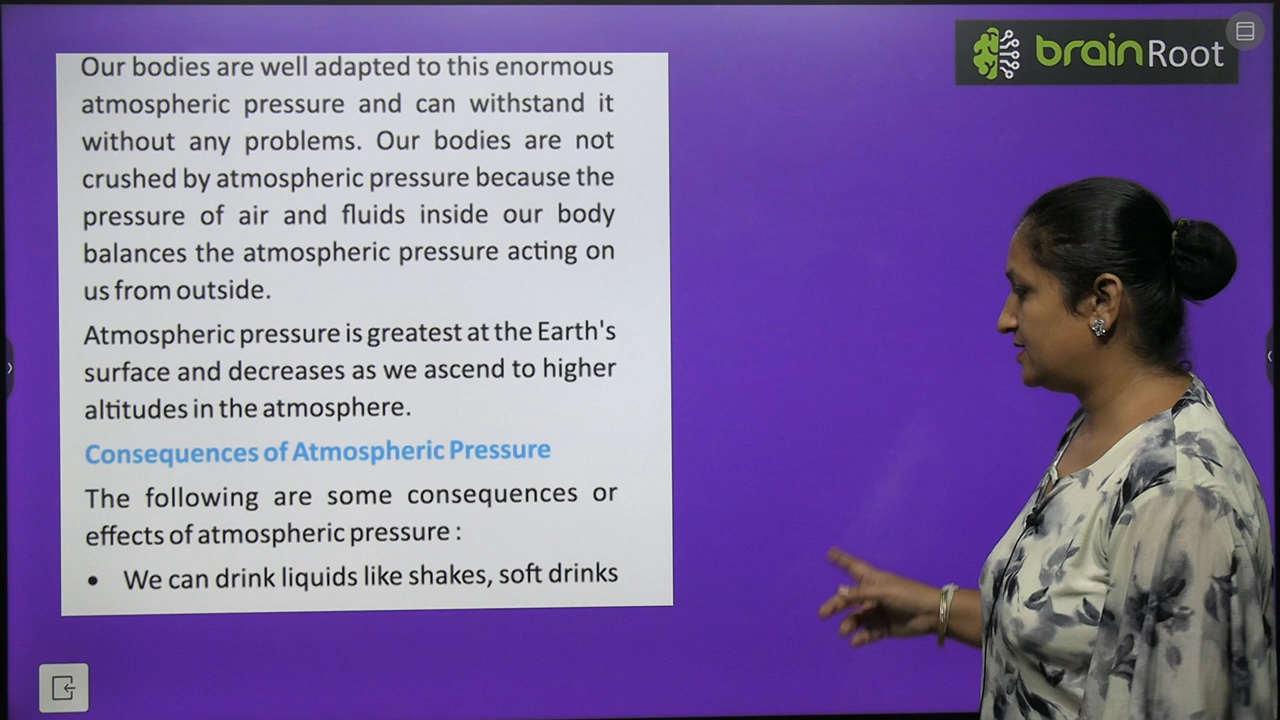 brainRoot
Our bodies are well adapted to this enormous
atmospheric pressure and can withstand it
without any problems. Our bodies are not
crushed by atmospheric pressure because the
pressure of air and fluids inside our body
balances the atmospheric pressure acting on
us from outside.
Atmospheric pressure is greatest at the Earth's
surface and decreases as we ascend to higher
altitudes in the atmosphere.
Consequences of Atmospheric Pressure
The following are some consequences or
effects of atmospheric pressure :
• We can drink liquids like shakes, soft drinks